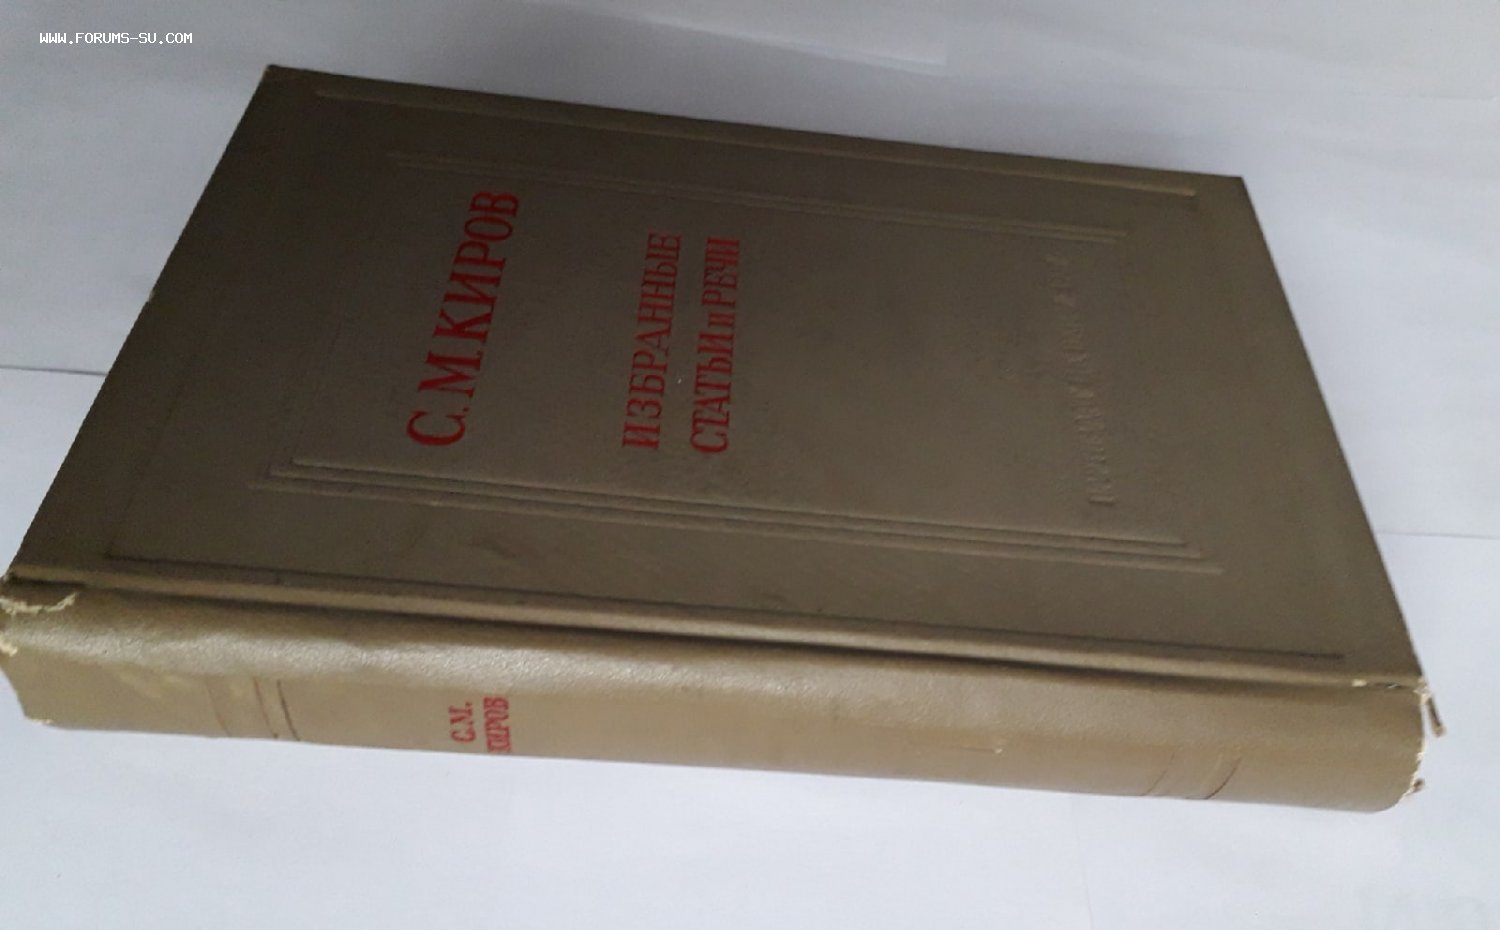 WWW.FORUMS-SU.COM
С.М.КИРОВ
ИЗБРАННЫЕ
СТАТЬИ и РЕЧИ
С.М.
КИРОВ